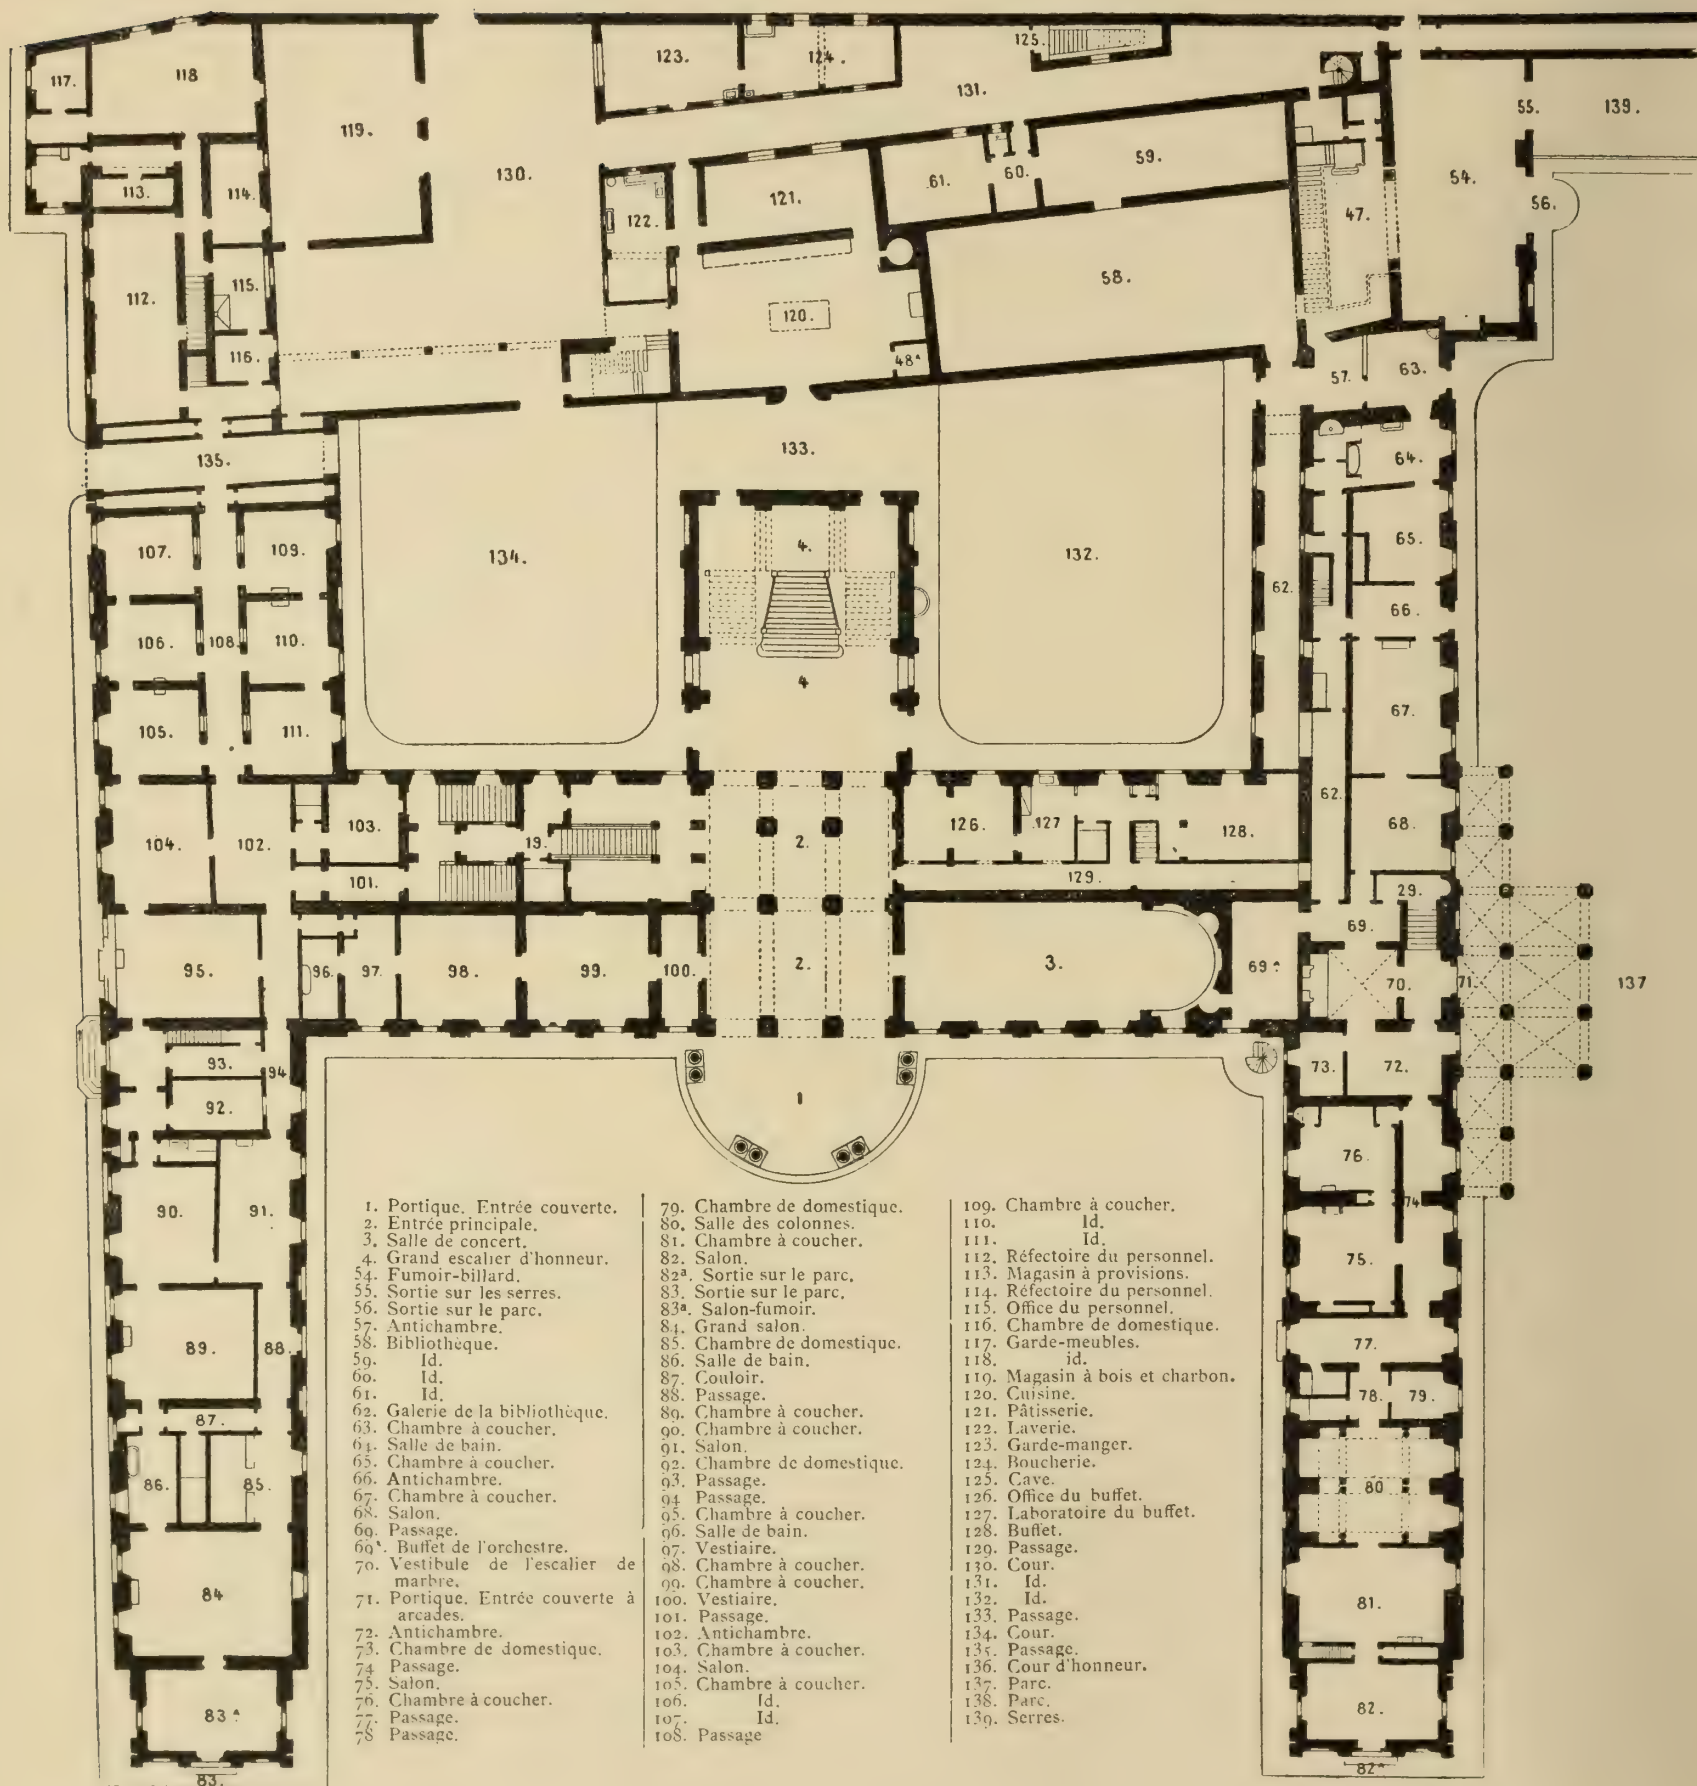 117.
118
119.
130.
123.
124.
125.
131.
55.
139.
113.
114.
122.
121.
61.
60.
59.
47.
54.
56.
112.
115.
116.
120.
48ᴬ
58.
57.
63.
135.
133.
64.
107.
109.
134.
4.
132.
62.
65.
66.
106.
108.
110.
4
67.
105.
111.
104.
102.
103.
101.
19.
2.
126.
127
128.
129.
62.
68.
29.
69.
95.
96.
97.
98.
99.
100.
2.
3.
69ᴬ
70.
71.
137
93.
94
92.
1
73.
72.
76.
74
90.
91.
75.
89.
88.
77.
87.
78.
79.
86.
85.
80
84
81.
83ᴬ
82.
83.
82ᴬ
1. Portique. Entrée couverte.
2. Entrée principale.
3. Salle de concert.
4. Grand escalier d'honneur.
54. Fumoir-billard.
55. Sortie sur les serres.
56. Sortie sur le parc.
57. Antichambre.
58. Bibliothèque.
59. Id.
60. Id.
61. Id.
62. Galerie de la bibliothèque.
63. Chambre à coucher.
64. Salle de bain.
65. Chambre à coucher.
66. Antichambre.
67. Chambre à coucher.
68. Salon.
69. Passage.
69ᴬ. Buffet de l'orchestre.
70. Vestibule de l'escalier de
marbre.
71. Portique. Entrée couverte à
arcades.
72. Antichambre.
73. Chambre de domestique.
74 Passage.
75. Salon.
76. Chambre à coucher.
77. Passage.
78 Passage.
79. Chambre de domestique.
80. Salle des colonnes.
81. Chambre à coucher.
82. Salon.
82ᵃ. Sortie sur le parc.
83. Sortie sur le parc.
83ᵃ. Salon-fumoir.
84. Grand salon.
85. Chambre de domestique.
86. Salle de bain.
87. Couloir.
88. Passage.
89. Chambre à coucher.
90. Chambre à coucher.
91. Salon.
92. Chambre de domestique.
93. Passage.
94 Passage.
95. Chambre à coucher.
96. Salle de bain.
97. Vestiaire.
98. Chambre à coucher.
99. Chambre à coucher.
100. Vestiaire.
101. Passage.
102. Antichambre.
103. Chambre à coucher.
104. Salon.
105. Chambre à coucher.
106. Id.
107. Id.
108. Passage
109. Chambre à coucher.
110. Id.
111. Id.
112. Réfectoire du personnel.
113. Magasin à provisions.
114. Réfectoire du personnel.
115. Office du personnel.
116. Chambre de domestique.
117. Garde-meubles.
118. id.
119. Magasin à bois et charbon.
120. Cuisine.
121. Pâtisserie.
122. Laverie.
123. Garde-manger.
124. Boucherie.
125. Cave.
126. Office du buffet.
127. Laboratoire du buffet.
128. Buffet.
129. Passage.
130. Cour.
131. Id.
132. Id.
133. Passage.
134. Cour.
135. Passage.
136. Cour d'honneur.
137. Parc.
138. Parc.
139. Serres.